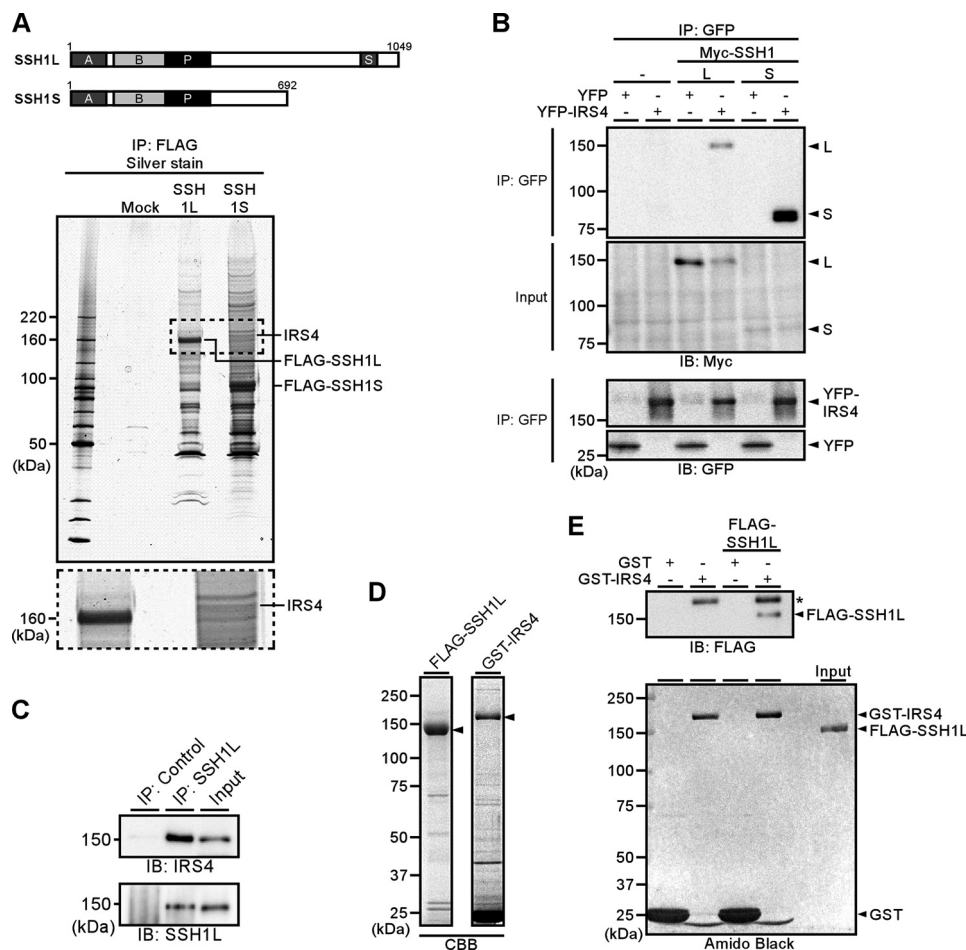 A
1 1049
SSH1L A B P S
1 692
SSH1S A B P
IP: FLAG
Silver stain
Mock SSH 1L SSH 1S
220
160
100
50
(kDa)
IRS4
FLAG-SSH1L
FLAG-SSH1S
160
(kDa)
IRS4
B
IP: GFP
Myc-SSH1
- L S
YFP + - + - + -
YFP-IRS4 - + - + - +
IP: GFP
150
100
75
L
S
Input
150
100
75
L
S
IB: Myc
IP: GFP
150
YFP-
IRS4
25
YFP
(kDa)
IB: GFP
C
IP: Control
IP: SSH1L
Input
150
IB: IRS4
150
(kDa)
IB: SSH1L
D
FLAG-SSH1L
GST-IRS4
250
150
100
75
50
37
25
(kDa)
CBB
E
FLAG-
SSH1L
GST + - + -
GST-IRS4 - + - +
150
*
FLAG-SSH1L
IB: FLAG
Input
250
150
100
75
50
37
25
(kDa)
GST-IRS4
FLAG-SSH1L
GST
Amido Black